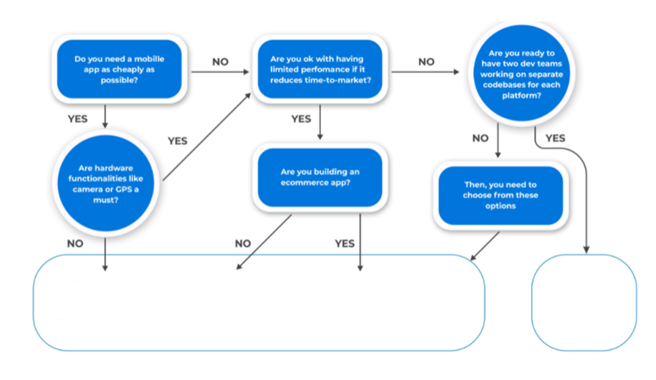 Do you need a mobille
app as cheaply as
possible?
NO
Are you ok with having
limited perfomance if it
reduces time-to-market?
NO
Are you ready to
have two dev teams
working on separate
codebases for each
platform?
YES
YES
YES
NO
YES
Are hardware
functionalities like
camera or GPS a
must?
Are you building an
ecommerce app?
Then, you need to
choose from these
options
NO
NO
YES